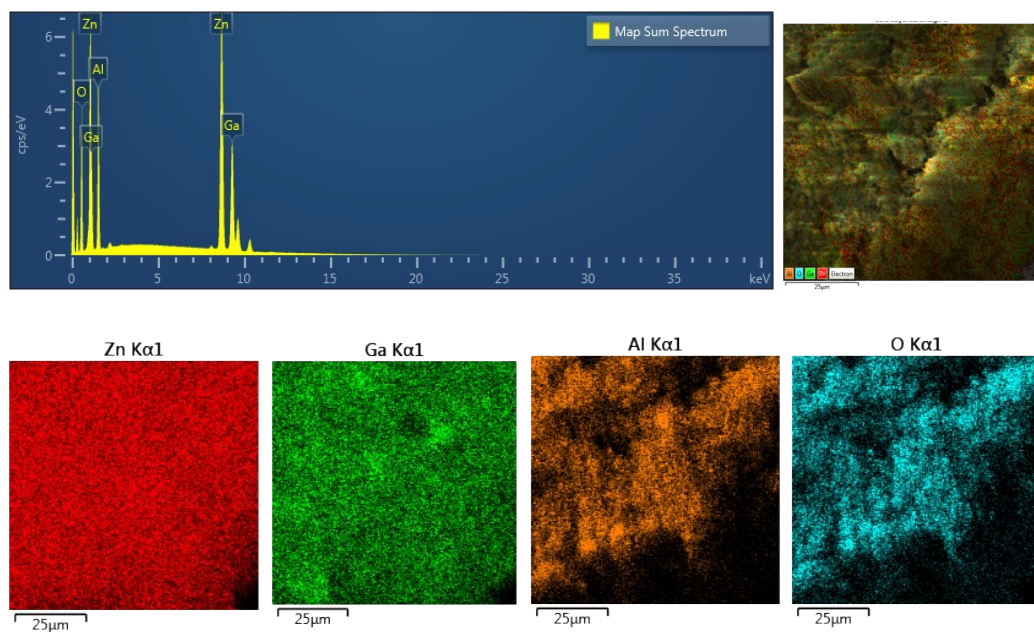 Zn
Zn
Map Sum Spectrum
Al
O
Ga
Ga
cps/eV
6
4
2
0
0
5
10
15
20
25
30
35
keV
Al
O
Ga
Zn
Electron
25µm
Zn Kα1
Ga Kα1
Al Kα1
O Kα1
25µm
25µm
25µm
25µm